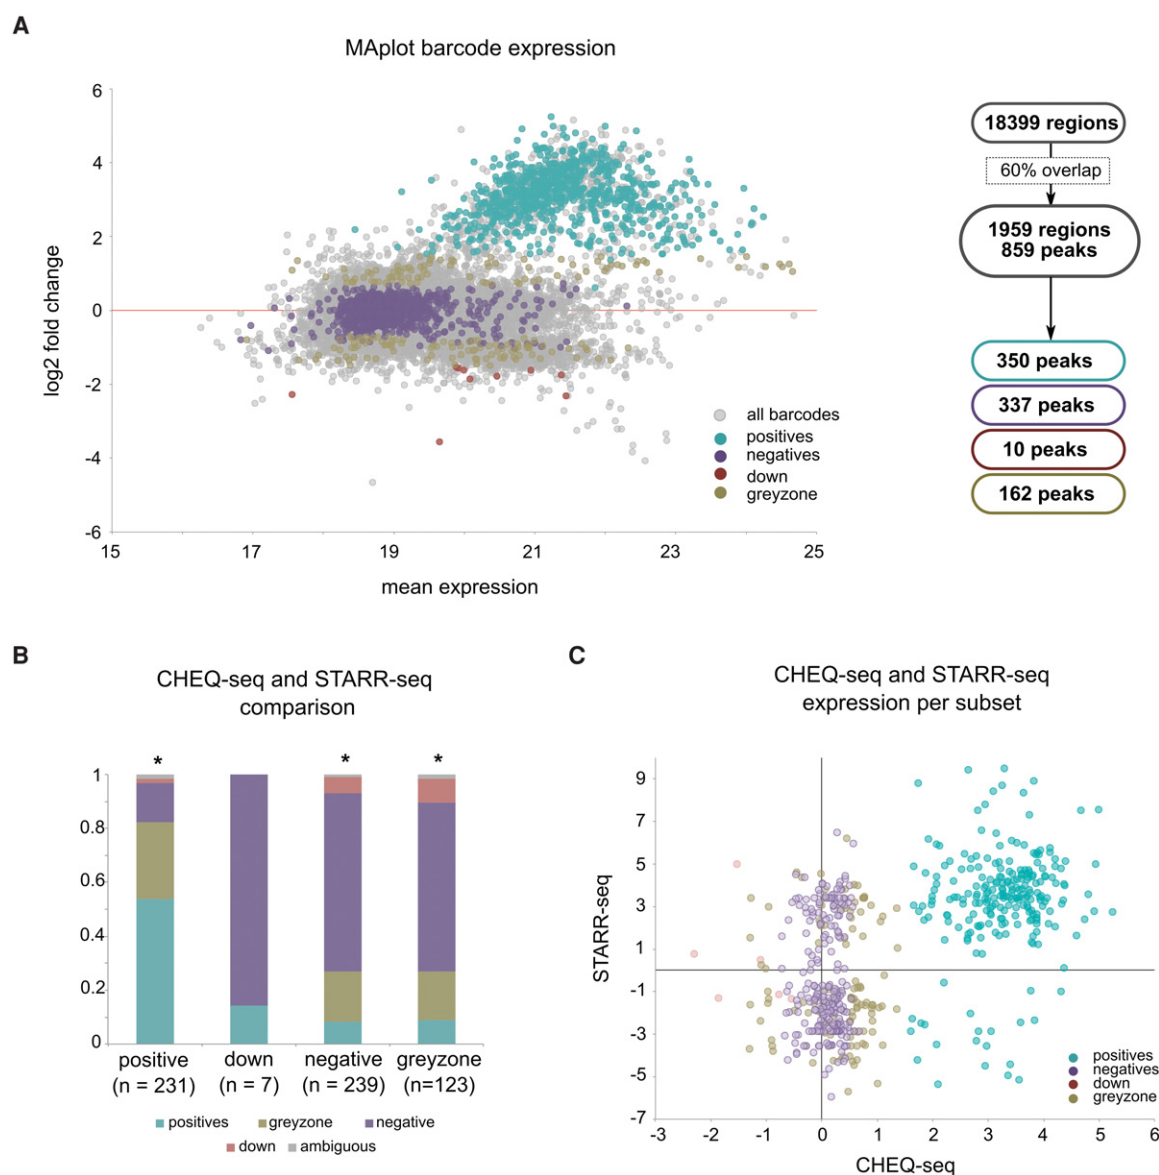 A
MAplot barcode expression
6
4
2
0
-2
-4
-6
log2 fold change
15
17
19
21
23
25
mean expression
all barcodes
positives
negatives
down
greyzone
18399 regions
60% overlap
1959 regions
859 peaks
350 peaks
337 peaks
10 peaks
162 peaks
B
CHEQ-seq and STARR-seq
comparison
1
0.8
0.6
0.4
0.2
0
*
*
*
positive
(n = 231)
down
(n = 7)
negative
(n = 239)
greyzone
(n=123)
positives
greyzone
negative
down
ambiguous
C
CHEQ-seq and STARR-seq
expression per subset
9
7
5
3
1
-1
-3
-5
-7
STARR-seq
-3
-2
-1
0
1
2
3
4
5
6
CHEQ-seq
positives
negatives
down
greyzone